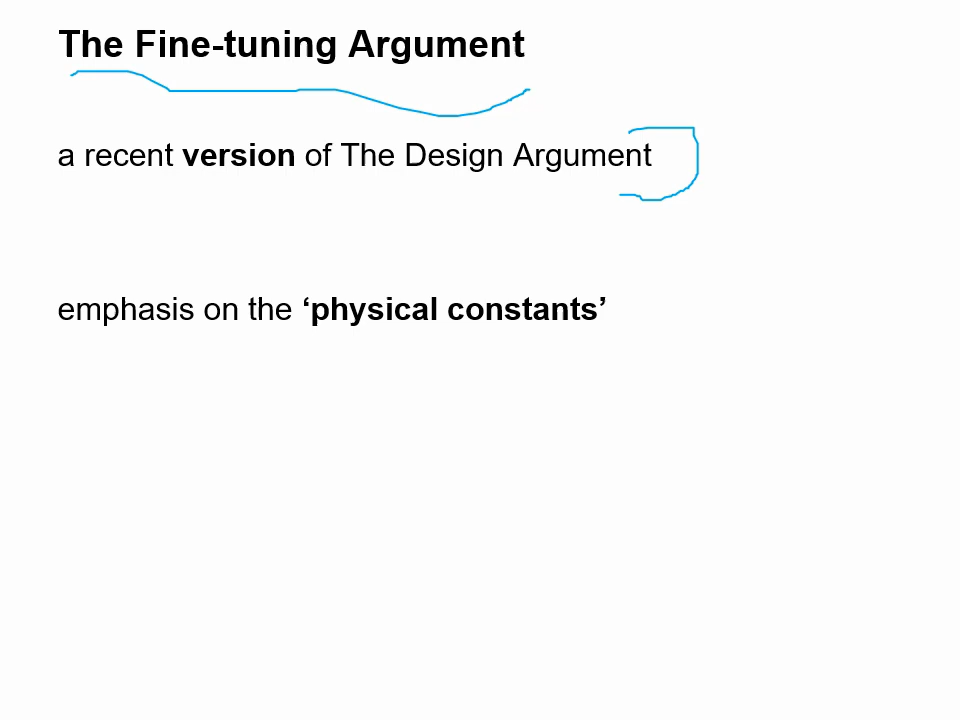 The Fine-tuning Argument
a recent version of The Design Argument
emphasis on the ‘physical constants’